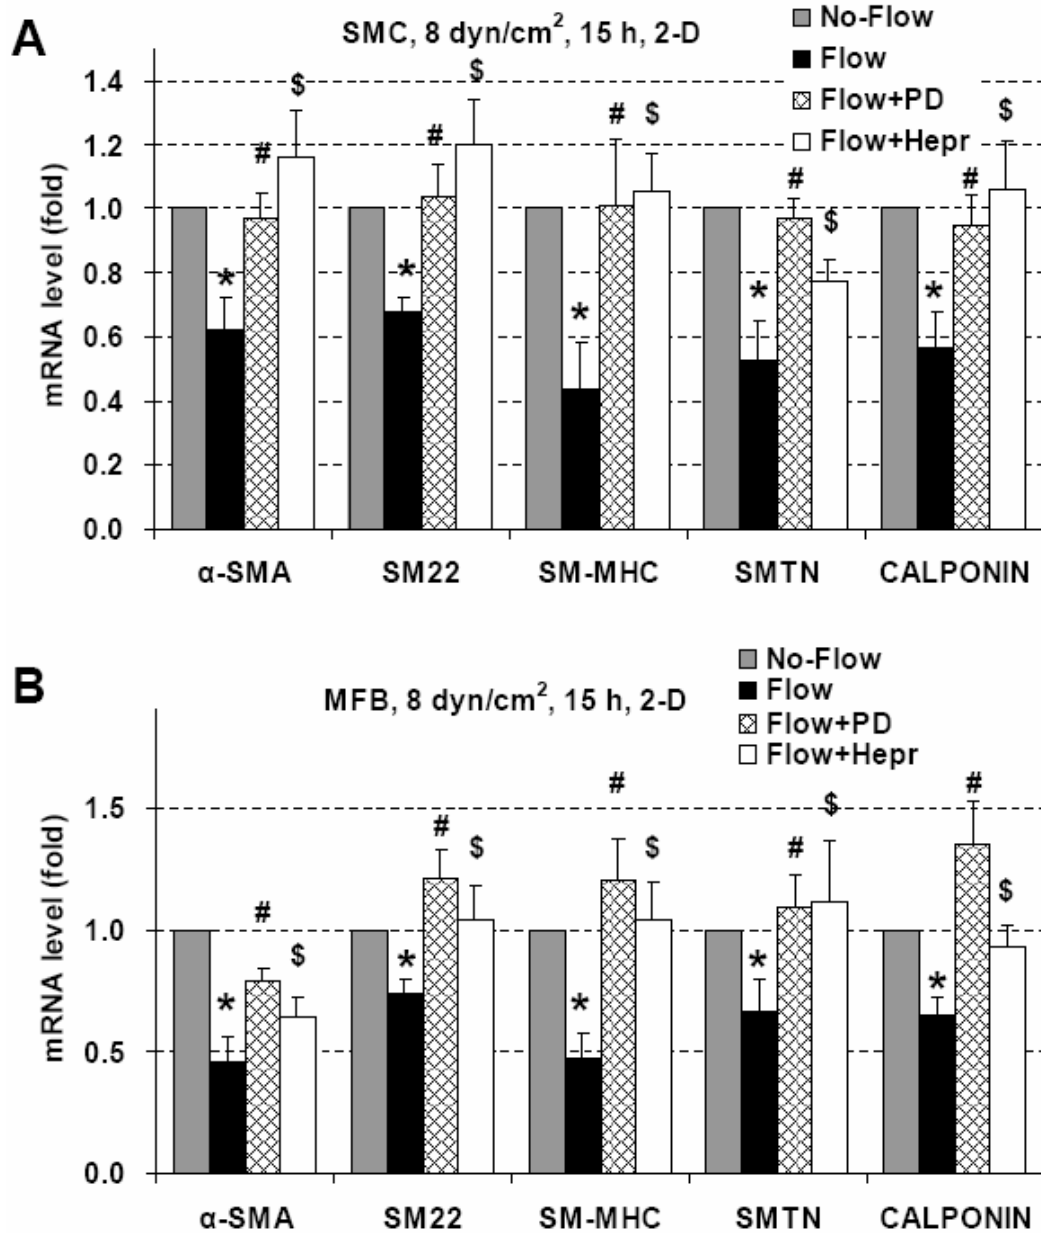 A
SMC, 8 dyn/cm², 15 h, 2-D
No-Flow
Flow
Flow+PD
Flow+Hepr
mRNA level (fold)
1.4
1.2
1.0
0.8
0.6
0.4
0.2
0.0
* # $
* # $
* # $
* # $
* # $
α-SMA SM22 SM-MHC SMTN CALPONIN
B
MFB, 8 dyn/cm², 15 h, 2-D
No-Flow
Flow
Flow+PD
Flow+Hepr
mRNA level (fold)
1.5
1.0
0.5
0.0
* # $
* # $
* # $
* # $
* # $
α-SMA SM22 SM-MHC SMTN CALPONIN